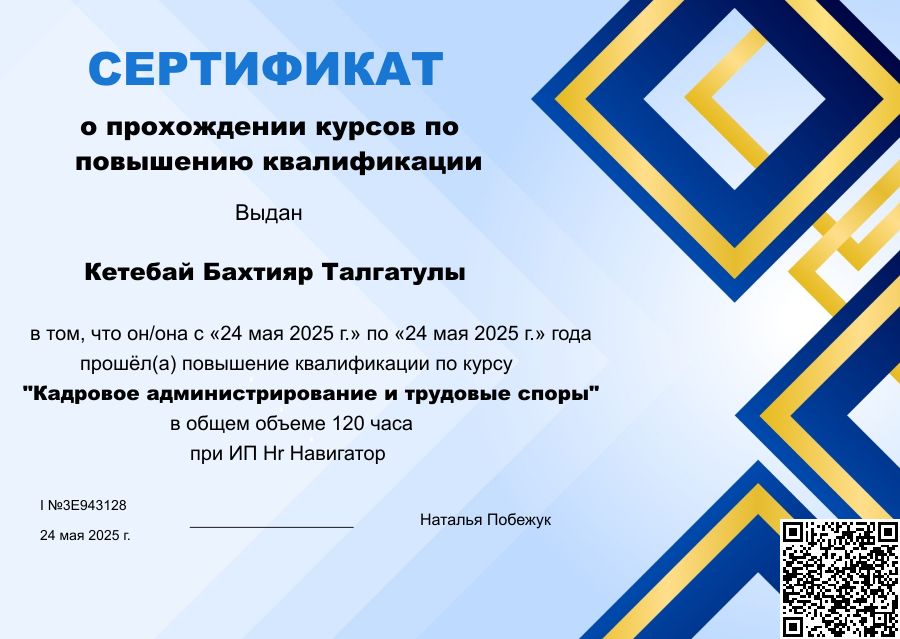 СЕРТИФИКАТ
о прохождении курсов по
повышению квалификации
Выдан
Кетебай Бахтияр Талгатулы
в том, что он/она с «24 мая 2025 г.» по «24 мая 2025 г.» года
прошёл(а) повышение квалификации по курсу
"Кадровое администрирование и трудовые споры"
в общем объеме 120 часа
при ИП Hr Навигатор
I №3E943128
24 мая 2025 г.
Наталья Побежук